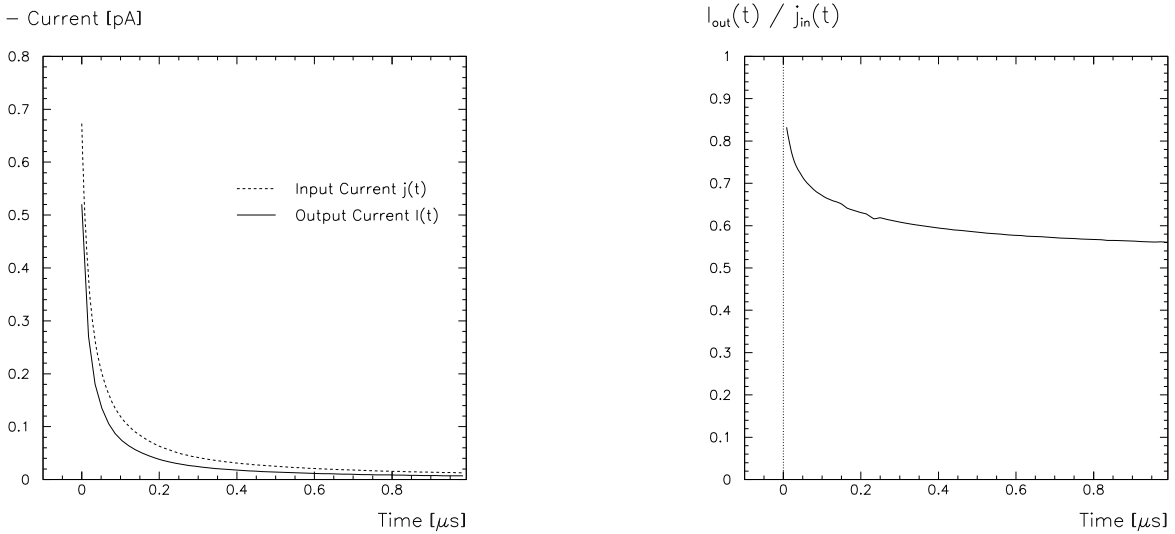 − Current [pA]
0.8
0.7
0.6
0.5
0.4
0.3
0.2
0.1
0
0 0.2 0.4 0.6 0.8
Time [μs]
Input Current j(t)
Output Current I(t)
I_out(t) / j_in(t)
1
0.9
0.8
0.7
0.6
0.5
0.4
0.3
0.2
0.1
0
0 0.2 0.4 0.6 0.8
Time [μs]